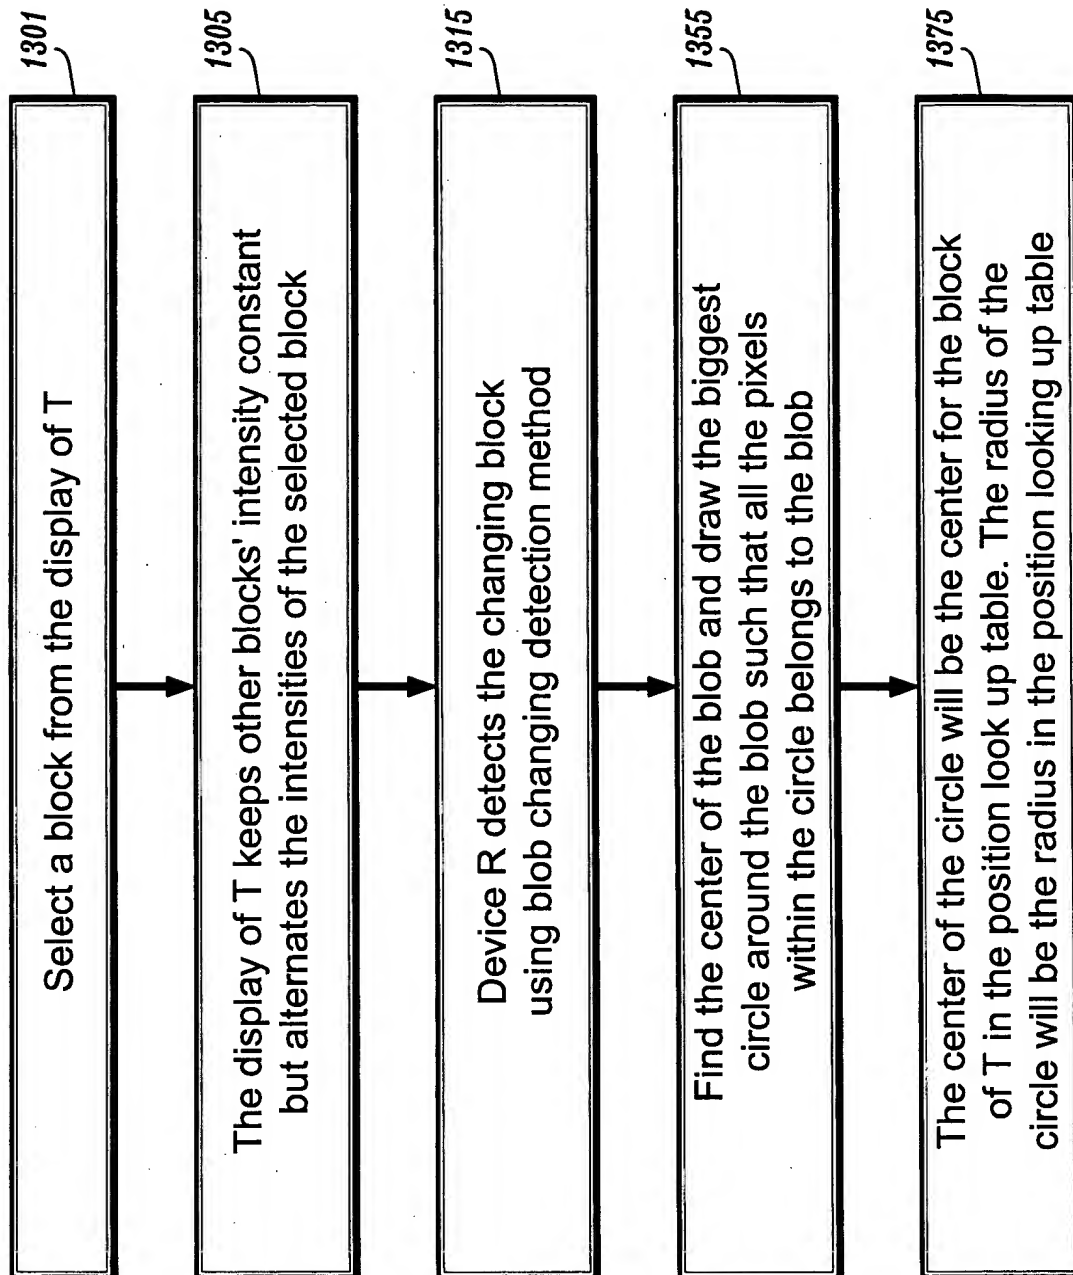 1301
Select a block from the display of T
1305
The display of T keeps other blocks' intensity constant
but alternates the intensities of the selected block
1315
Device R detects the changing block
using blob changing detection method
1355
Find the center of the blob and draw the biggest
circle around the blob such that all the pixels
within the circle belongs to the blob
1375
The center of the circle will be the center for the block
of T in the position look up table. The radius of the
circle will be the radius in the position looking up table